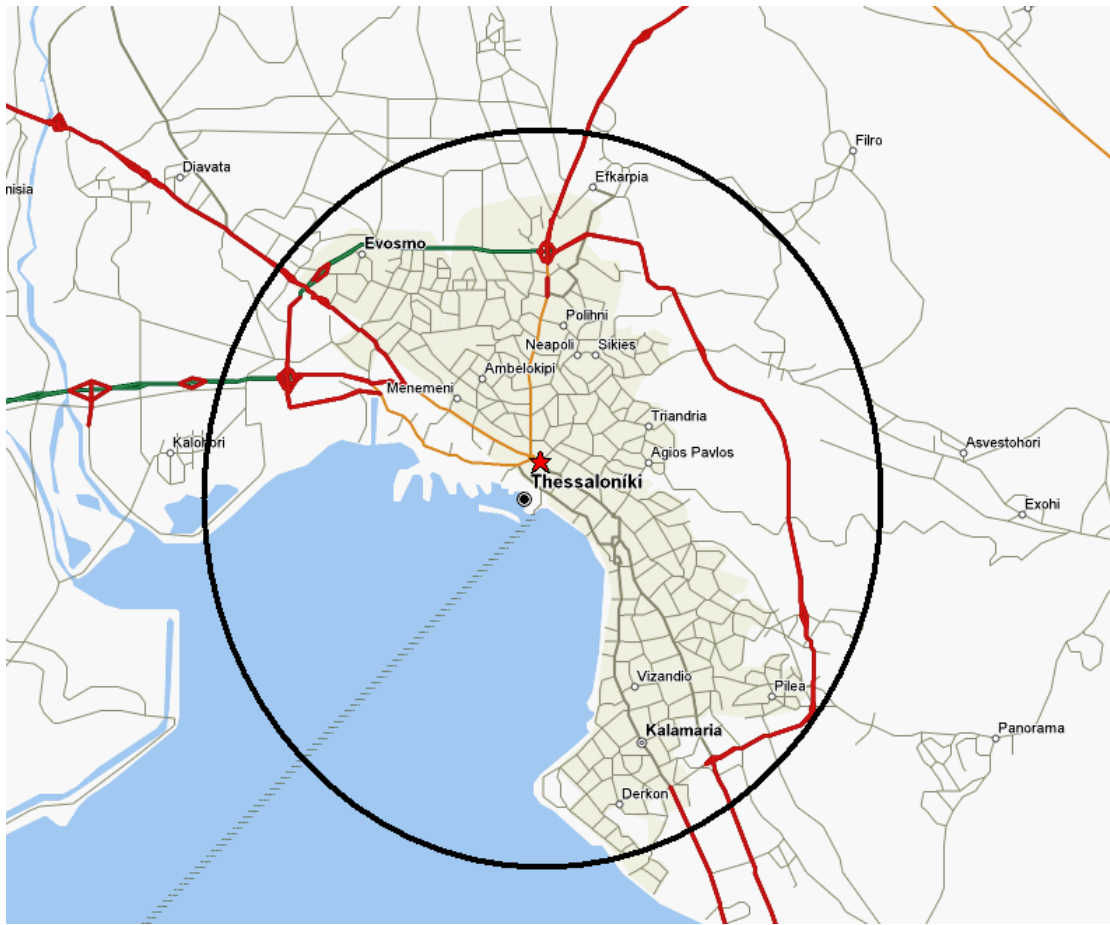 Filro
Diavata
Efkarpia
nisia
Evosmo
Polihni
Neapoli
Sikies
Ambelokipi
Menemeni
Triandria
Kalohori
Agios Pavlos
Asvestohori
Thessaloníki
Exohi
Vizandio
Pilea
Kalamaria
Panorama
Derkon